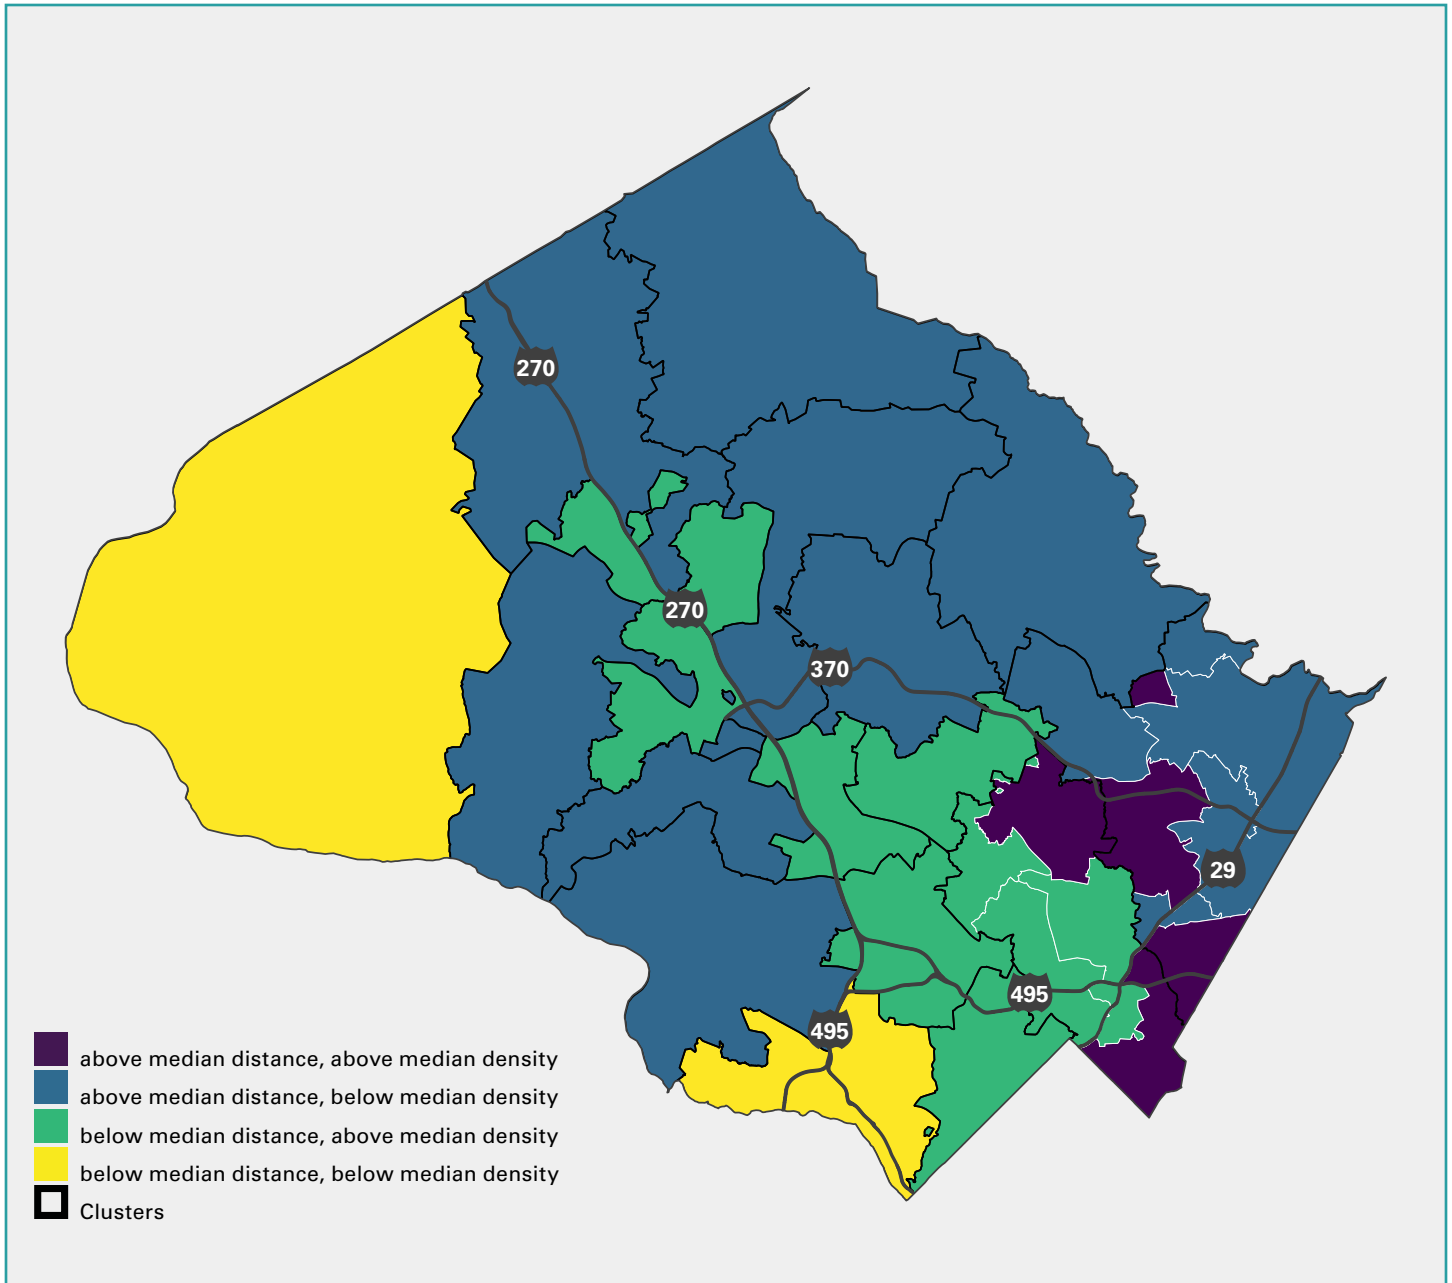 270
270
370
29
495
495
above median distance, above median density
above median distance, below median density
below median distance, above median density
below median distance, below median density
Clusters